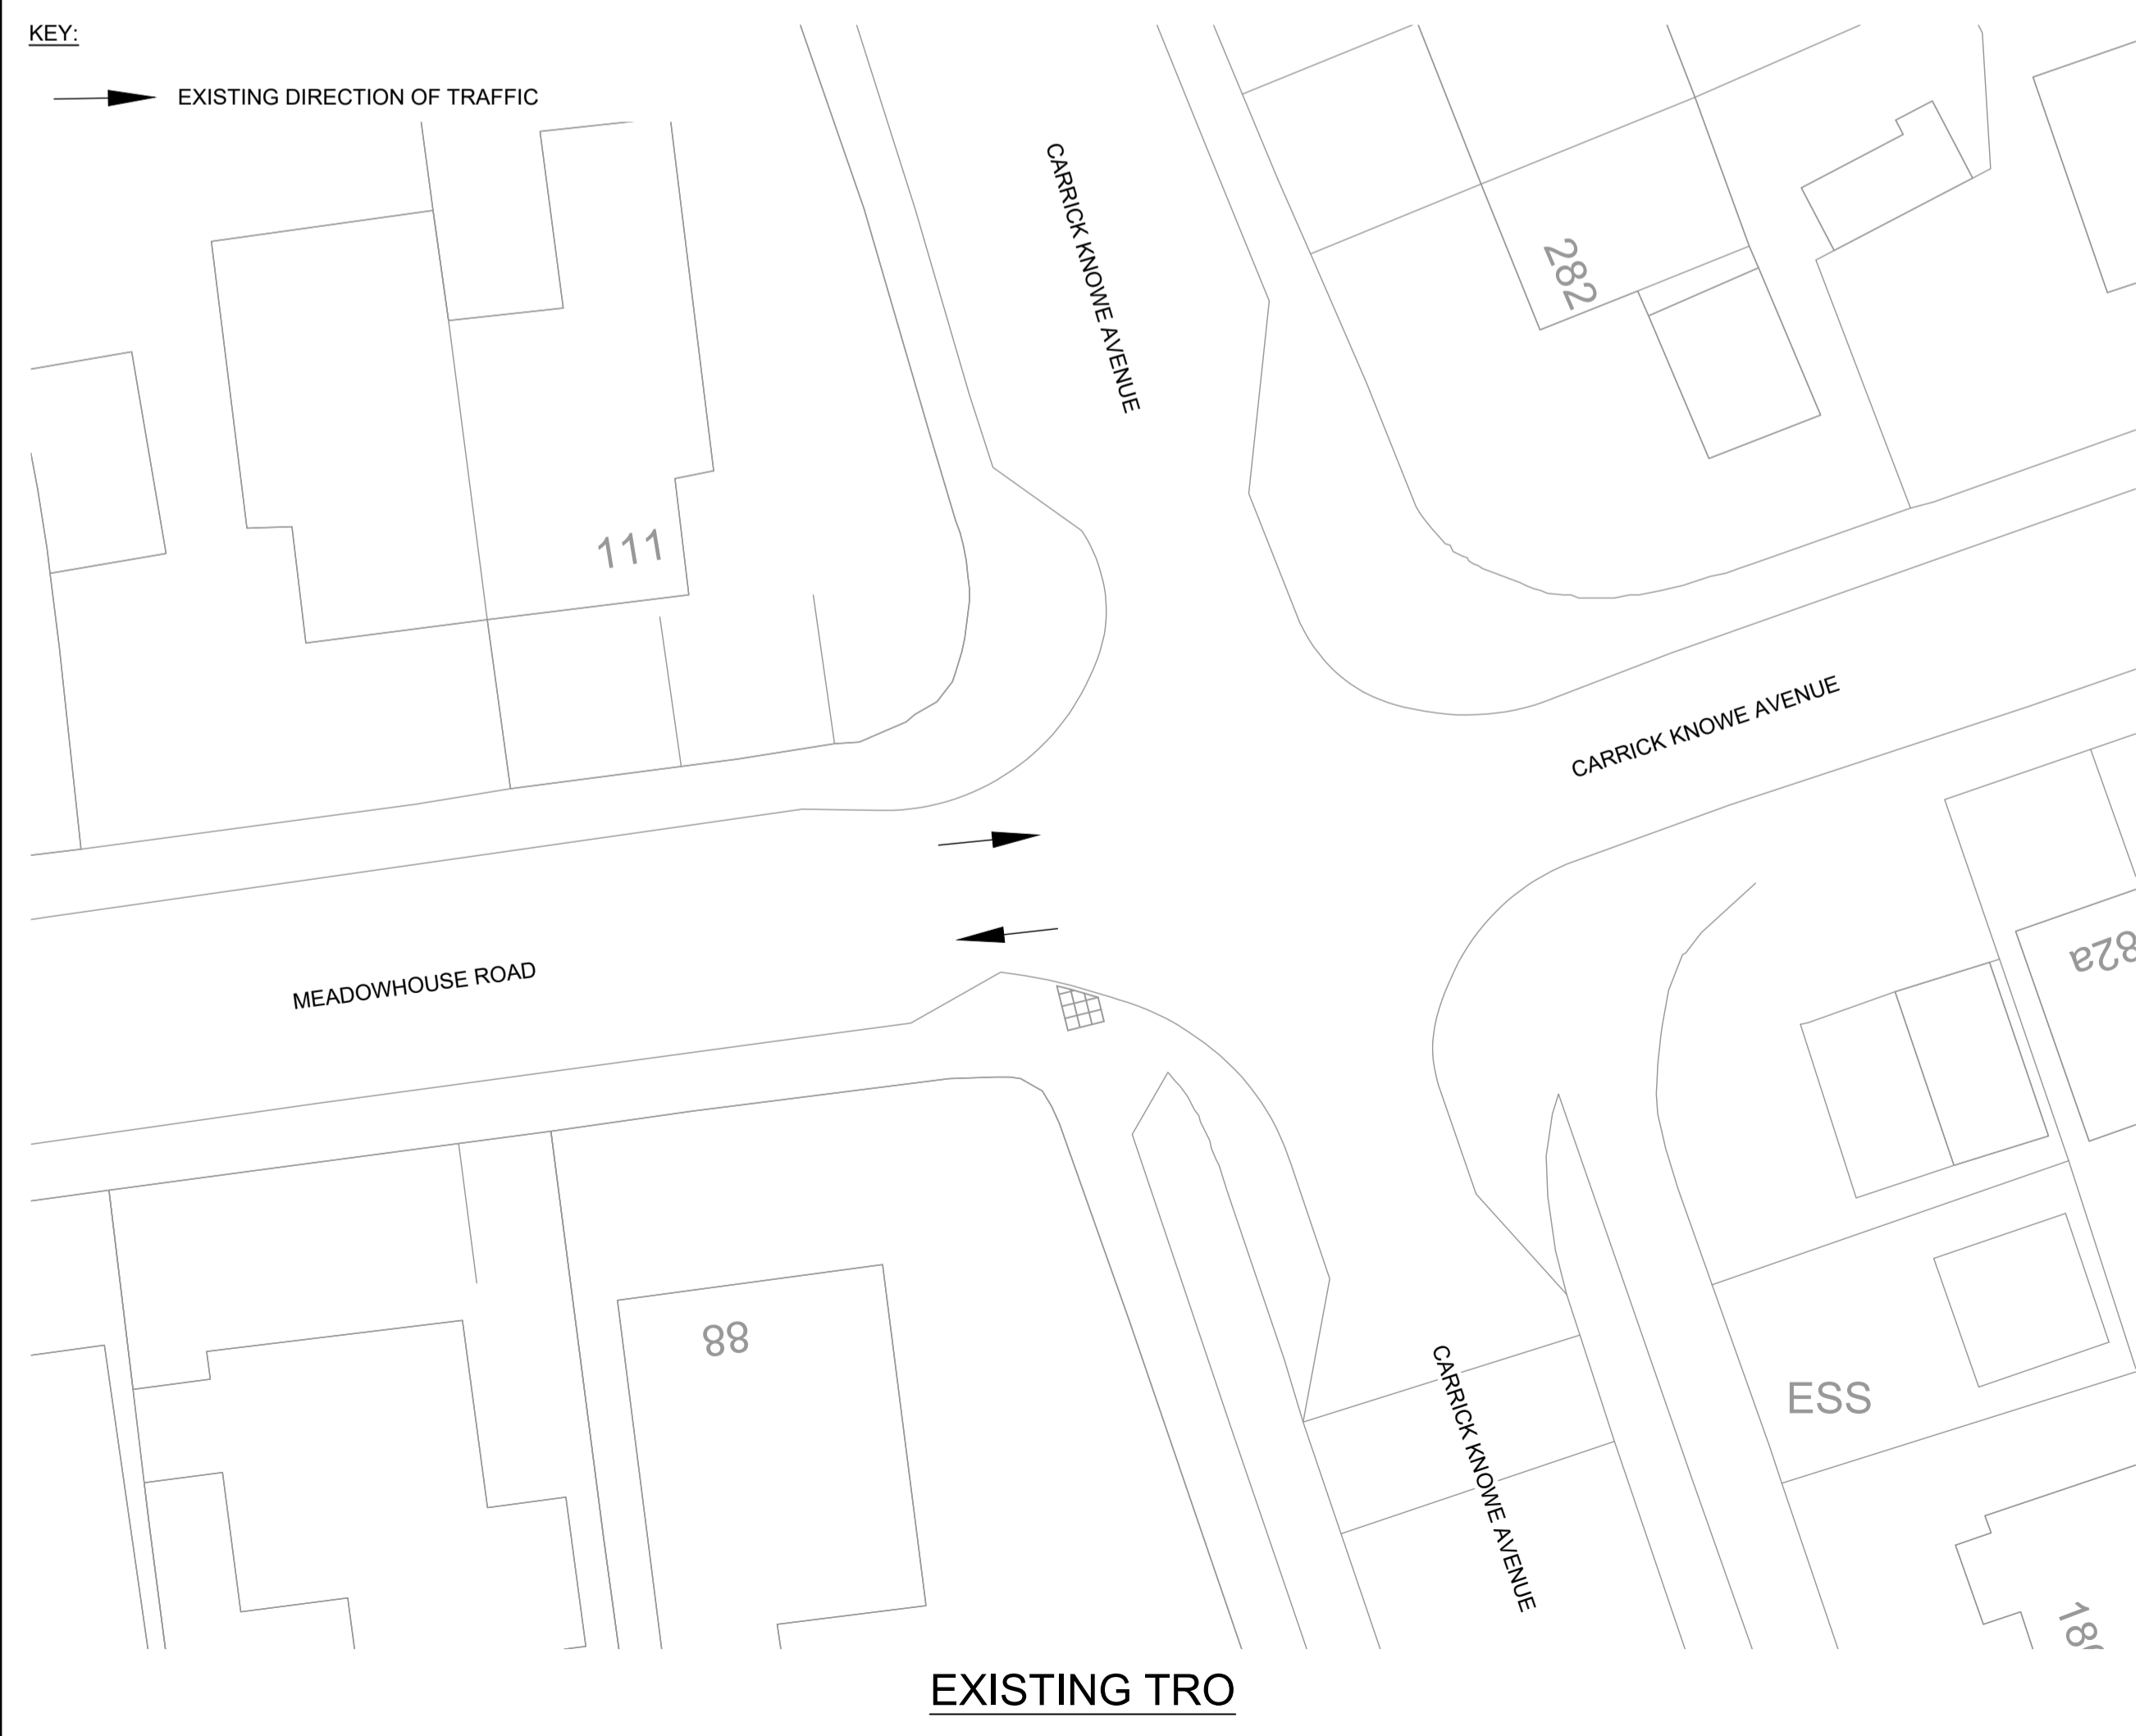 KEY:
EXISTING DIRECTION OF TRAFFIC
CARRICK KNOWE AVENUE
282
111
CARRICK KNOWE AVENUE
82a
MEADOWHOUSE ROAD
88
CARRICK KNOWE AVENUE
ESS
EXISTING TRO